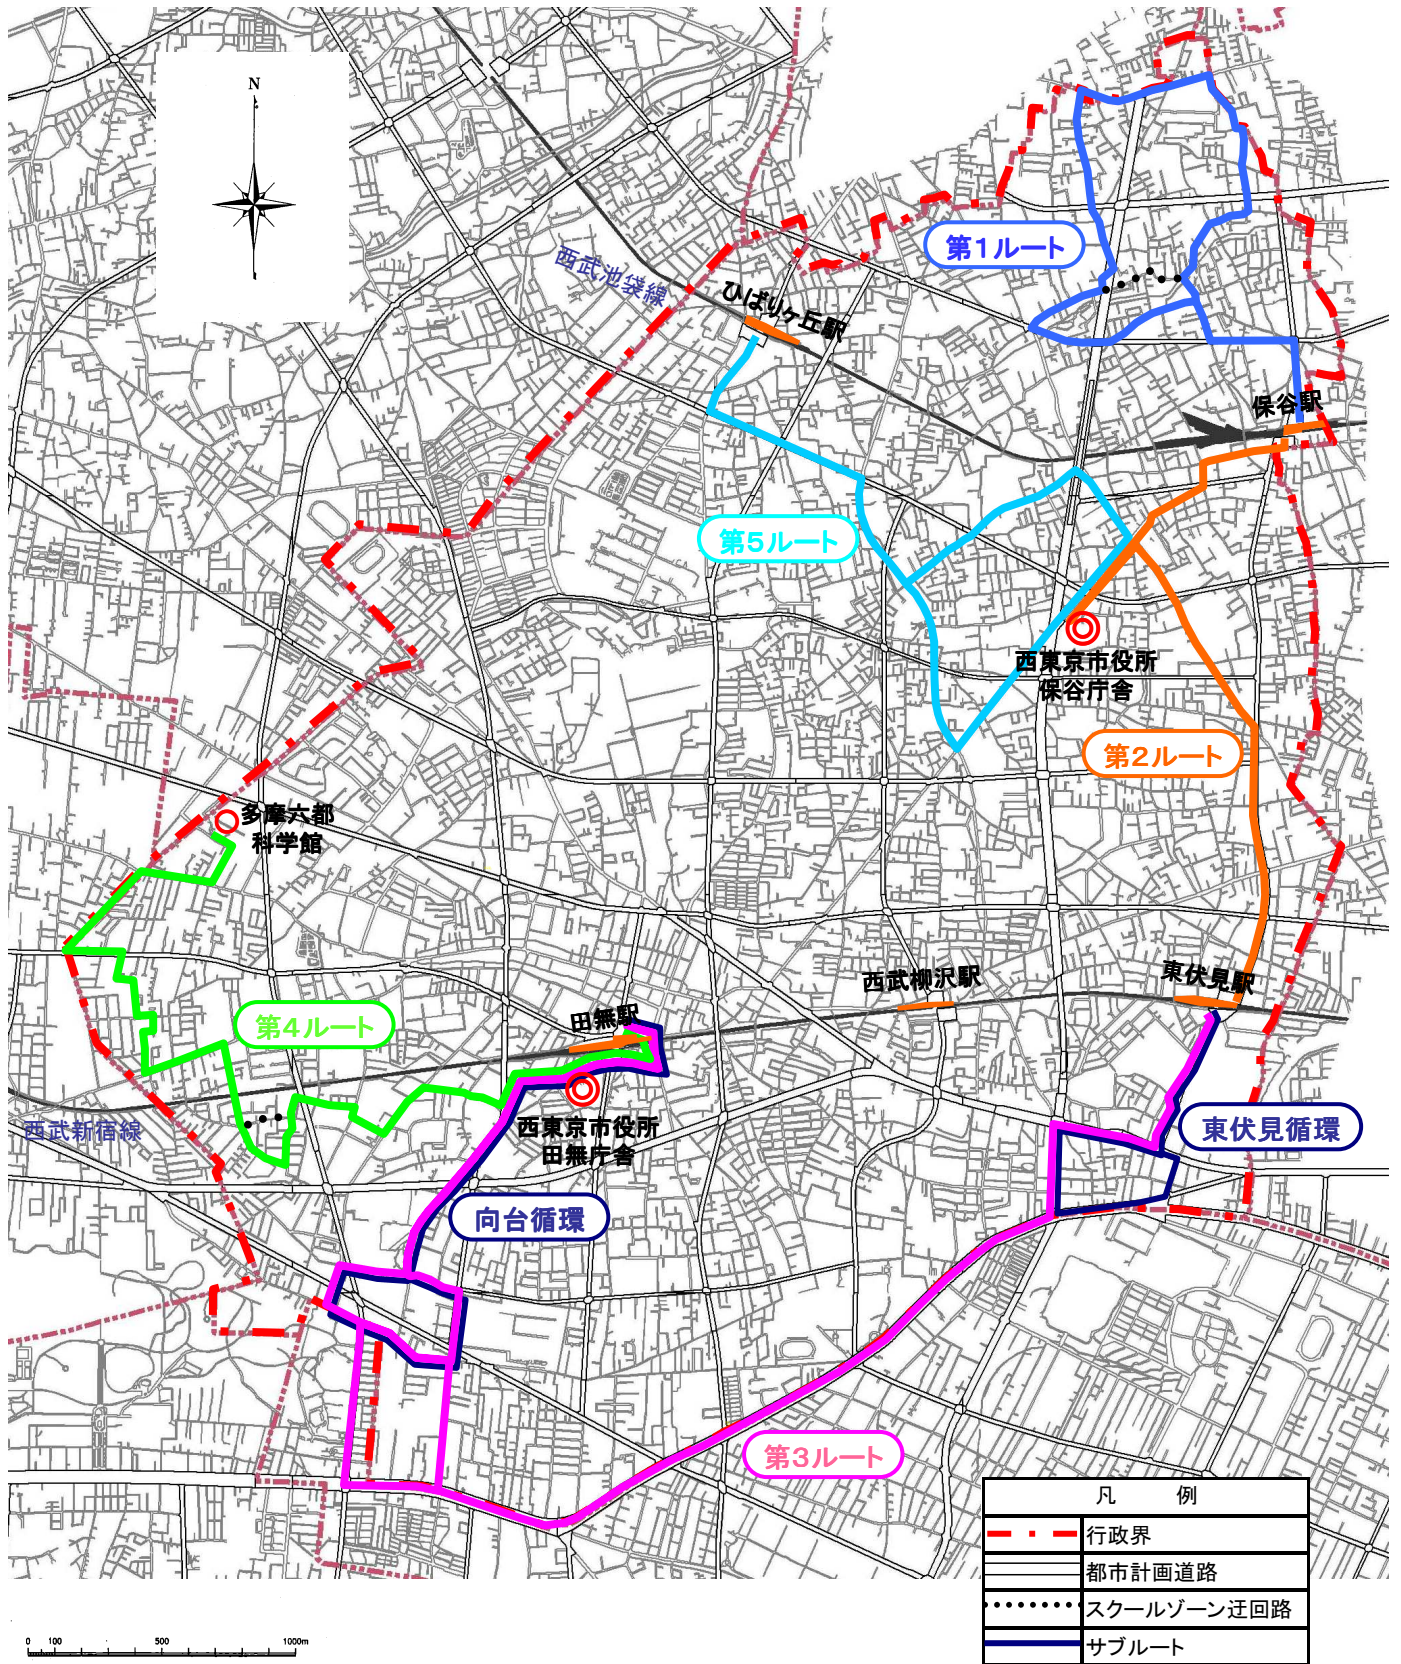 N
第1ルート
西武池袋線
ひばりヶ丘駅
保谷駅
第5ルート
西東京市役所
保谷庁舎
第2ルート
多摩六都
科学館
西武柳沢駅
東伏見駅
第4ルート
田無駅
西武新宿線
西東京市役所
田無庁舎
東伏見循環
向台循環
第3ルート
凡 例
行政界
都市計画道路
スクールゾーン迂回路
サブルート
0 100 500 1000m